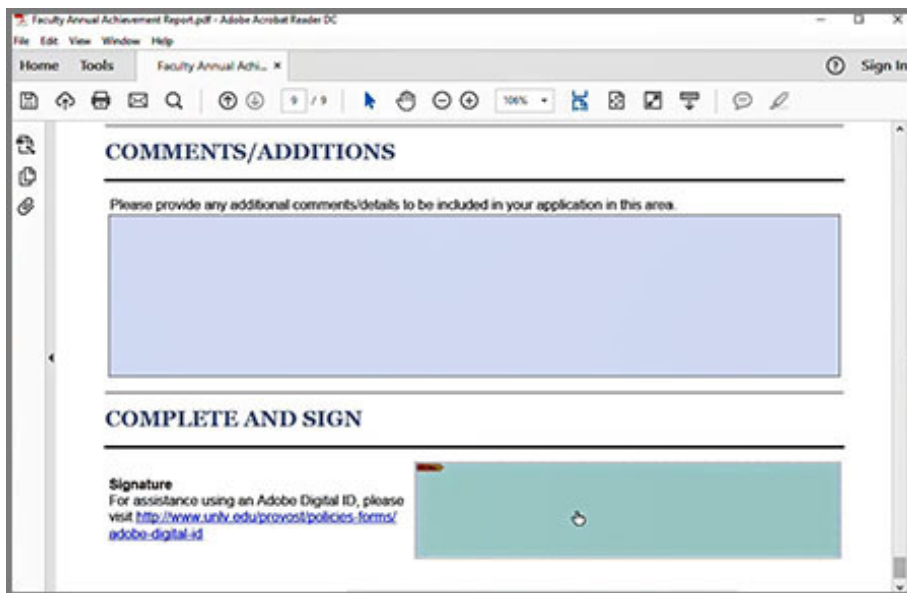 Faculty Annual Achievement Report.pdf - Adobe Acrobat Reader DC
File Edit View Window Help
Home Tools Faculty Annual Achi... × Sign In
9 / 9 106%
COMMENTS/ADDITIONS
Please provide any additional comments/details to be included in your application in this area.
COMPLETE AND SIGN
Signature
For assistance using an Adobe Digital ID, please
visit http://www.unlv.edu/provost/policies-forms/
adobe-digital-id